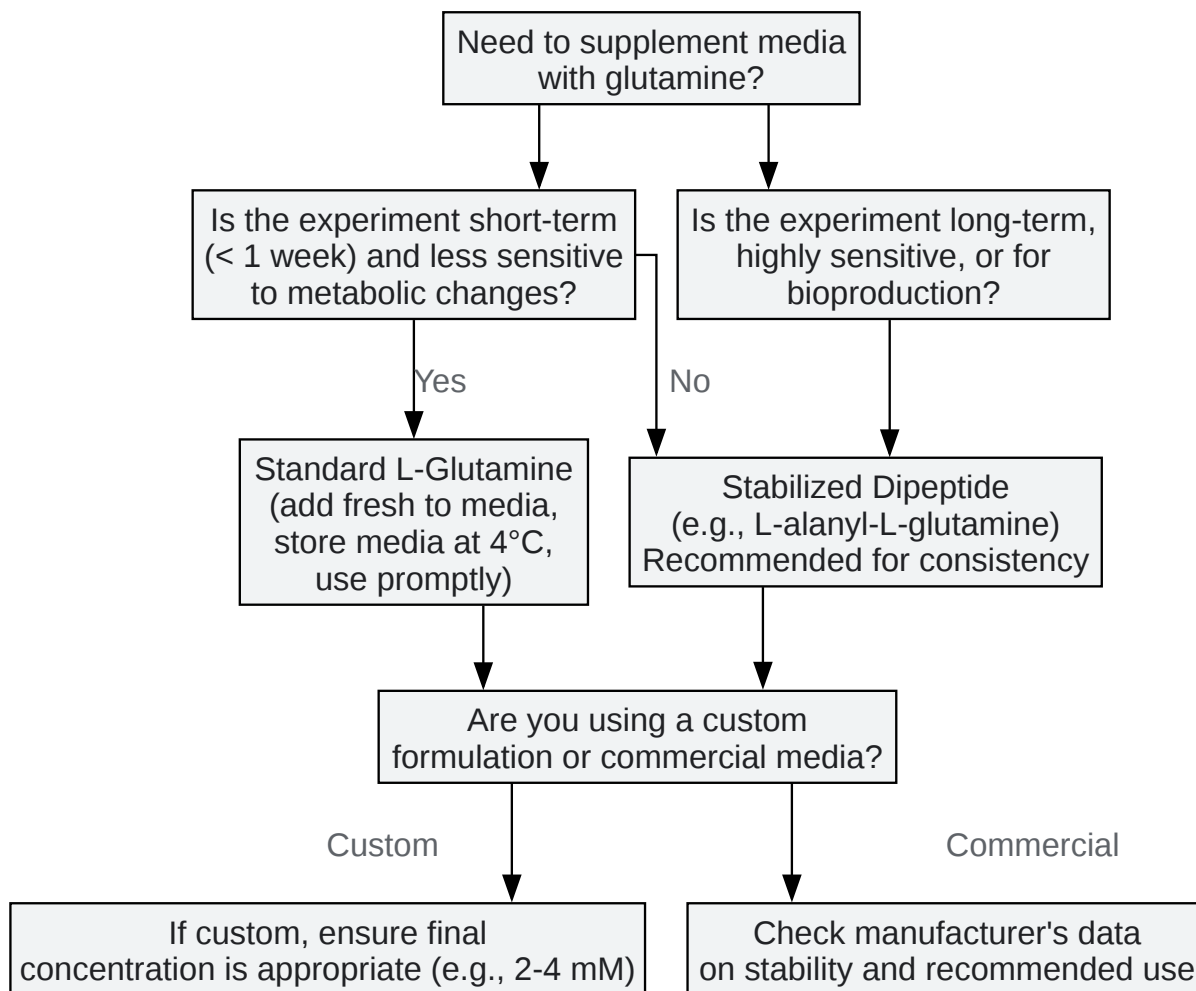 Need to supplement media
with glutamine?
Is the experiment short-term
(< 1 week) and less sensitive
to metabolic changes?
Is the experiment long-term,
highly sensitive, or for
bioproduction?
Yes
No
Standard L-Glutamine
(add fresh to media,
store media at 4°C,
use promptly)
Stabilized Dipeptide
(e.g., L-alanyl-L-glutamine)
Recommended for consistency
Are you using a custom
formulation or commercial media?
Custom
Commercial
If custom, ensure final
concentration is appropriate (e.g., 2-4 mM)
Check manufacturer's data
on stability and recommended use